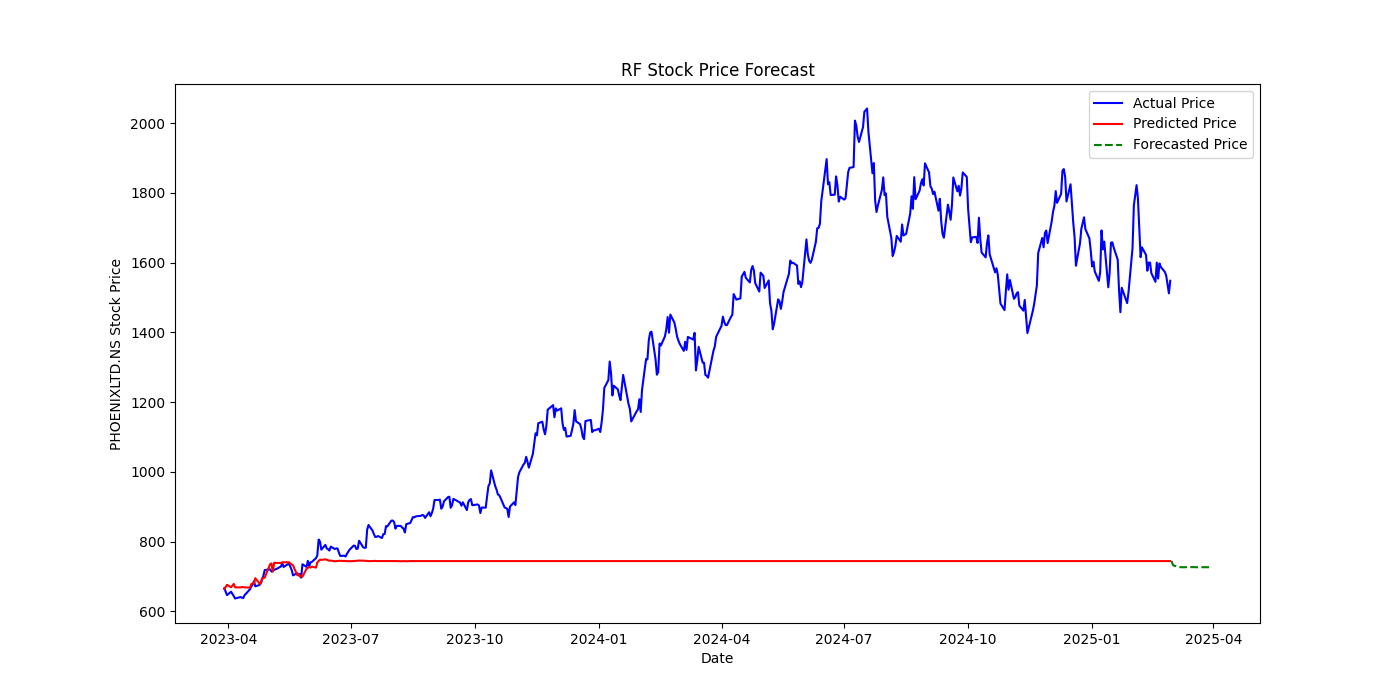 RF Stock Price Forecast
Actual Price
Predicted Price
Forecasted Price
PHOENIXLTD.NS Stock Price
2000
1800
1600
1400
1200
1000
800
600
2023-04
2023-07
2023-10
2024-01
2024-04
2024-07
2024-10
2025-01
2025-04
Date